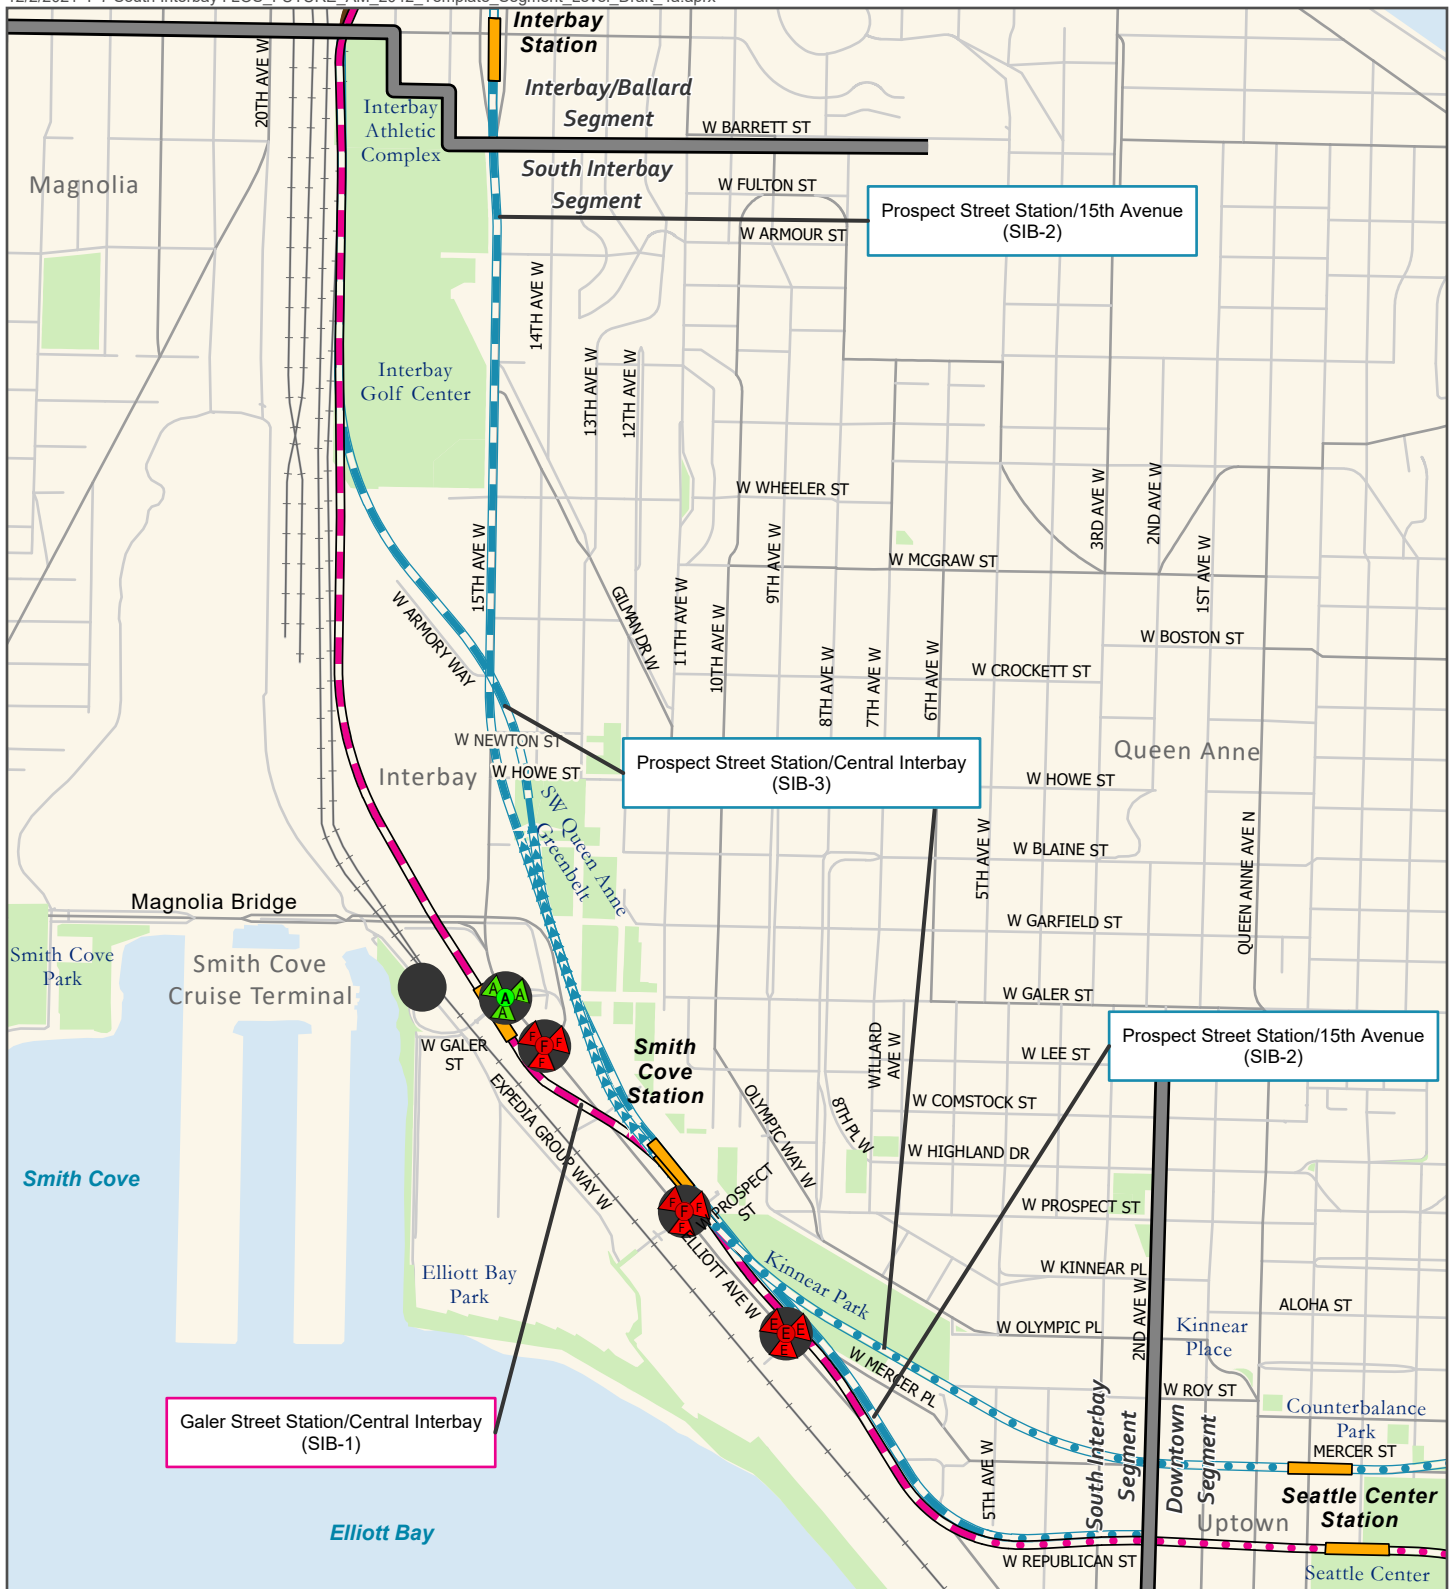 Interbay
Station
Interbay/Ballard
Segment
20TH AVE W
Interbay
Athletic
Complex
W BARRETT ST
Magnolia
South Interbay
Segment
W FULTON ST
Prospect Street Station/15th Avenue
(SIB-2)
W ARMOUR ST
14TH AVE W
13TH AVE W
12TH AVE W
Interbay
Golf Center
W WHEELER ST
3RD AVE W
2ND AVE W
15TH AVE W
9TH AVE W
1ST AVE W
W MCGRAW ST
W ARMORY WAY
GILMAN DR W
11TH AVE W
10TH AVE W
8TH AVE W
7TH AVE W
6TH AVE W
W BOSTON ST
W CROCKETT ST
W NEWTON ST
Prospect Street Station/Central Interbay
(SIB-3)
Queen Anne
Interbay
W HOWE ST
W HOWE ST
SW Queen Anne
Greenbelt
5TH AVE W
W BLAINE ST
QUEEN ANNE AVE N
Magnolia Bridge
W GARFIELD ST
Smith Cove
Park
Smith Cove
Cruise Terminal
A
A
A
A
W GALER ST
F
F
F
F
W GALER
ST
Smith
Cove
Station
WILLARD
AVE W
W LEE ST
Prospect Street Station/15th Avenue
(SIB-2)
EXPEDIA GROUP WAY W
OLYMPIC WAY W
8TH PL W
W COMSTOCK ST
W HIGHLAND DR
Smith Cove
F
F
F
F
W PROSPECT
ST
W PROSPECT ST
ELLIOTT AVE W
Kinnear Park
Elliott Bay
Park
W KINNEAR PL
2ND AVE W
ALOHA ST
E
E
E
E
W OLYMPIC PL
Kinnear
Place
W MERCER PL
W ROY ST
Galer Street Station/Central Interbay
(SIB-1)
South Interbay
Segment
Downtown
Segment
Counterbalance
Park
MERCER ST
5TH AVE W
Seattle Center
Station
Elliott Bay
Uptown
W REPUBLICAN ST
Seattle Center